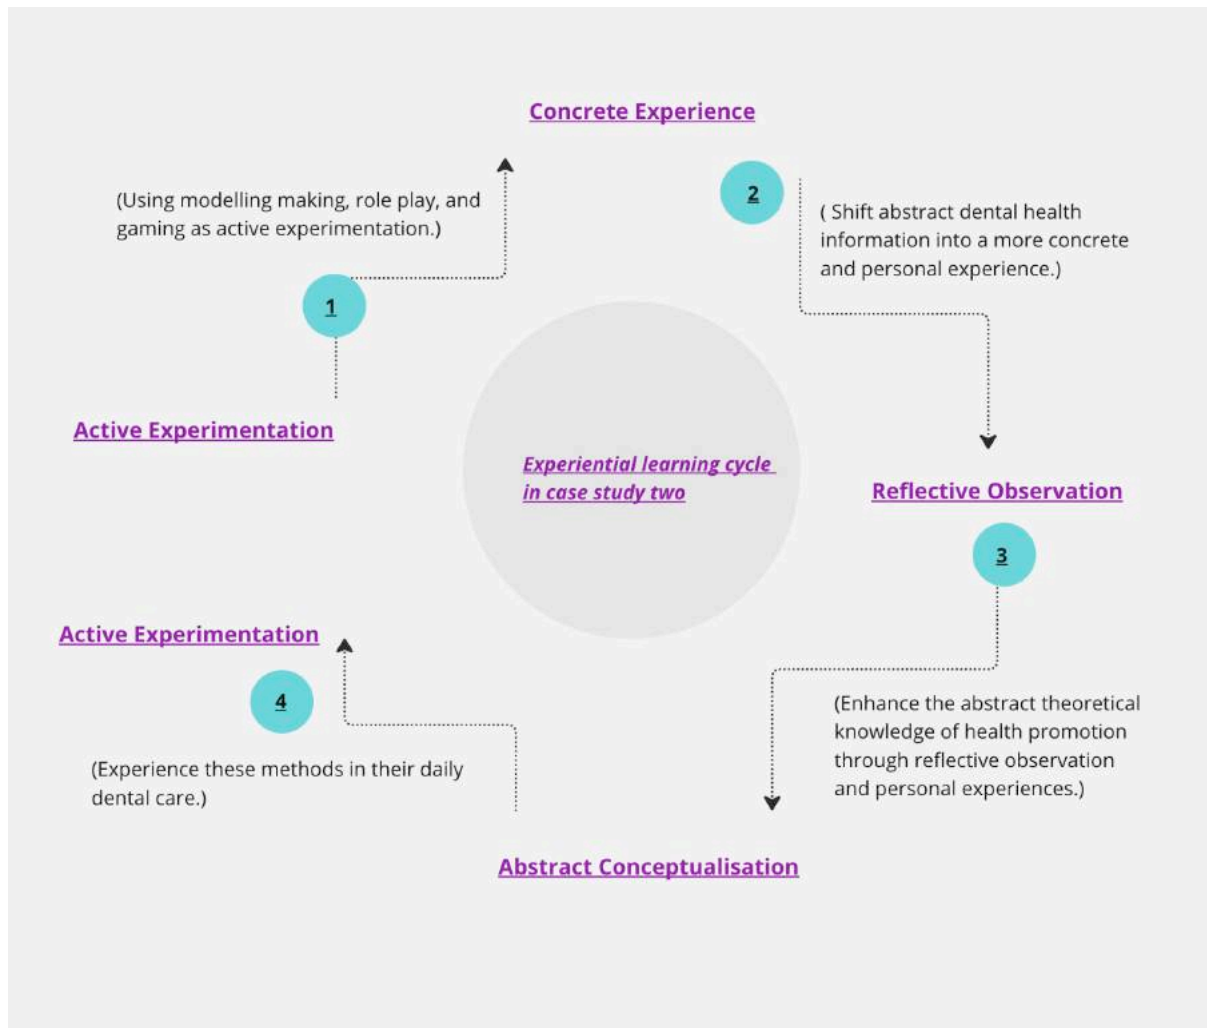 Concrete Experience
2
(Using modelling making, role play, and
gaming as active experimentation.)
( Shift abstract dental health
information into a more concrete
and personal experience.)
1
Active Experimentation
Experiential learning cycle
in case study two
Reflective Observation
3
Active Experimentation
4
(Enhance the abstract theoretical
knowledge of health promotion
through reflective observation
and personal experiences.)
(Experience these methods in their daily
dental care.)
Abstract Conceptualisation